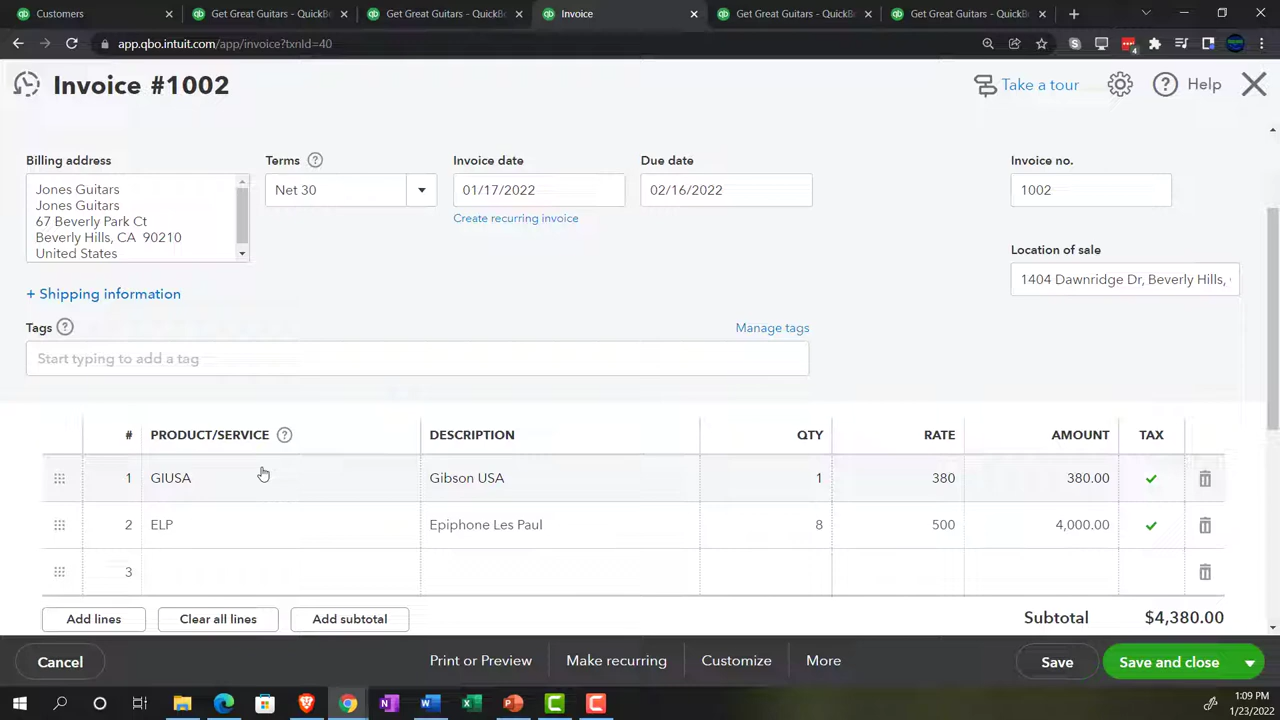 Customers
Get Great Guitars - QuickB
Get Great Guitars - QuickB
Invoice
Get Great Guitars - QuickB
Get Great Guitars - QuickB
app.qbo.intuit.com/app/invoice?txnId=40
4
Invoice #1002
Take a tour
Help
Billing address
Terms
Invoice date
Due date
Invoice no.
Jones Guitars
Jones Guitars
67 Beverly Park Ct
Beverly Hills, CA 90210
United States
Net 30
01/17/2022
02/16/2022
1002
Create recurring invoice
Location of sale
1404 Dawnridge Dr, Beverly Hills,
+ Shipping information
Tags
Manage tags
Start typing to add a tag
# PRODUCT/SERVICE DESCRIPTION QTY RATE AMOUNT TAX
1 GIUSA Gibson USA 1 380 380.00
2 ELP Epiphone Les Paul 8 500 4,000.00
3
Add lines
Clear all lines
Add subtotal
Subtotal $4,380.00
Cancel
Print or Preview
Make recurring
Customize
More
Save
Save and close
1:09 PM
1/23/2022